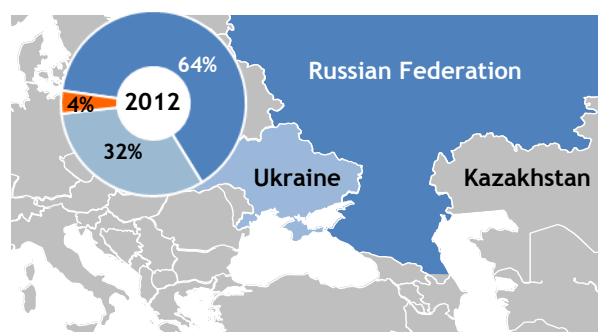 64%
Russian Federation
4%
2012
32%
Ukraine
Kazakhstan